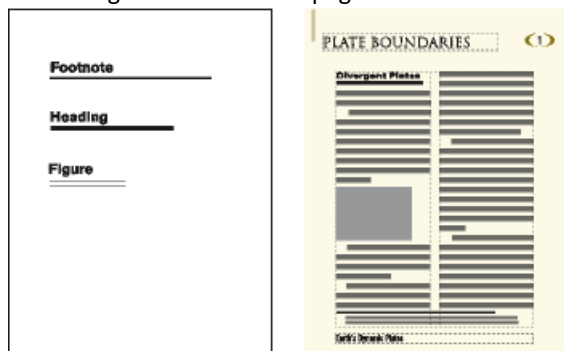 Footnote
Heading
Figure
PLATE BOUNDARIES
1
Divergent Plates
Earth's Dynamic Plates